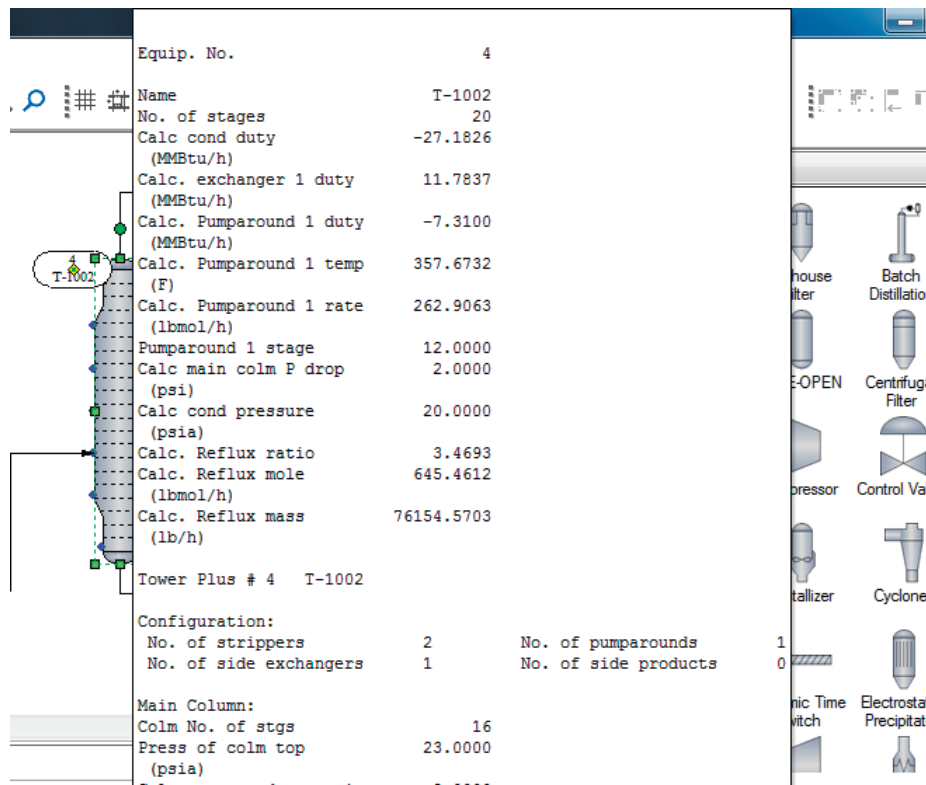 Equip. No. 4
Name T-1002
No. of stages 20
Calc cond duty -27.1826
(MMBtu/h)
Calc. exchanger 1 duty 11.7837
(MMBtu/h)
Calc. Pumparound 1 duty -7.3100
(MMBtu/h)
Calc. Pumparound 1 temp 357.6732
(F)
Calc. Pumparound 1 rate 262.9063
(lbmol/h)
Pumparound 1 stage 12.0000
Calc main colm P drop 2.0000
(psi)
Calc cond pressure 20.0000
(psia)
Calc. Reflux ratio 3.4693
Calc. Reflux mole 645.4612
(lbmol/h)
Calc. Reflux mass 76154.5703
(lb/h)
Tower Plus # 4 T-1002
Configuration:
No. of strippers 2 No. of pumparounds 1
No. of side exchangers 1 No. of side products 0
Main Column:
Colm No. of stgs 16
Press of colm top 23.0000
(psia)
4
T-1002
house
ilter
Batch
Distillatio
E-OPEN
Centrifuga
Filter
pressor
Control Va
tallizer
Cyclone
mic Time
witch
Electrosta
Precipitat